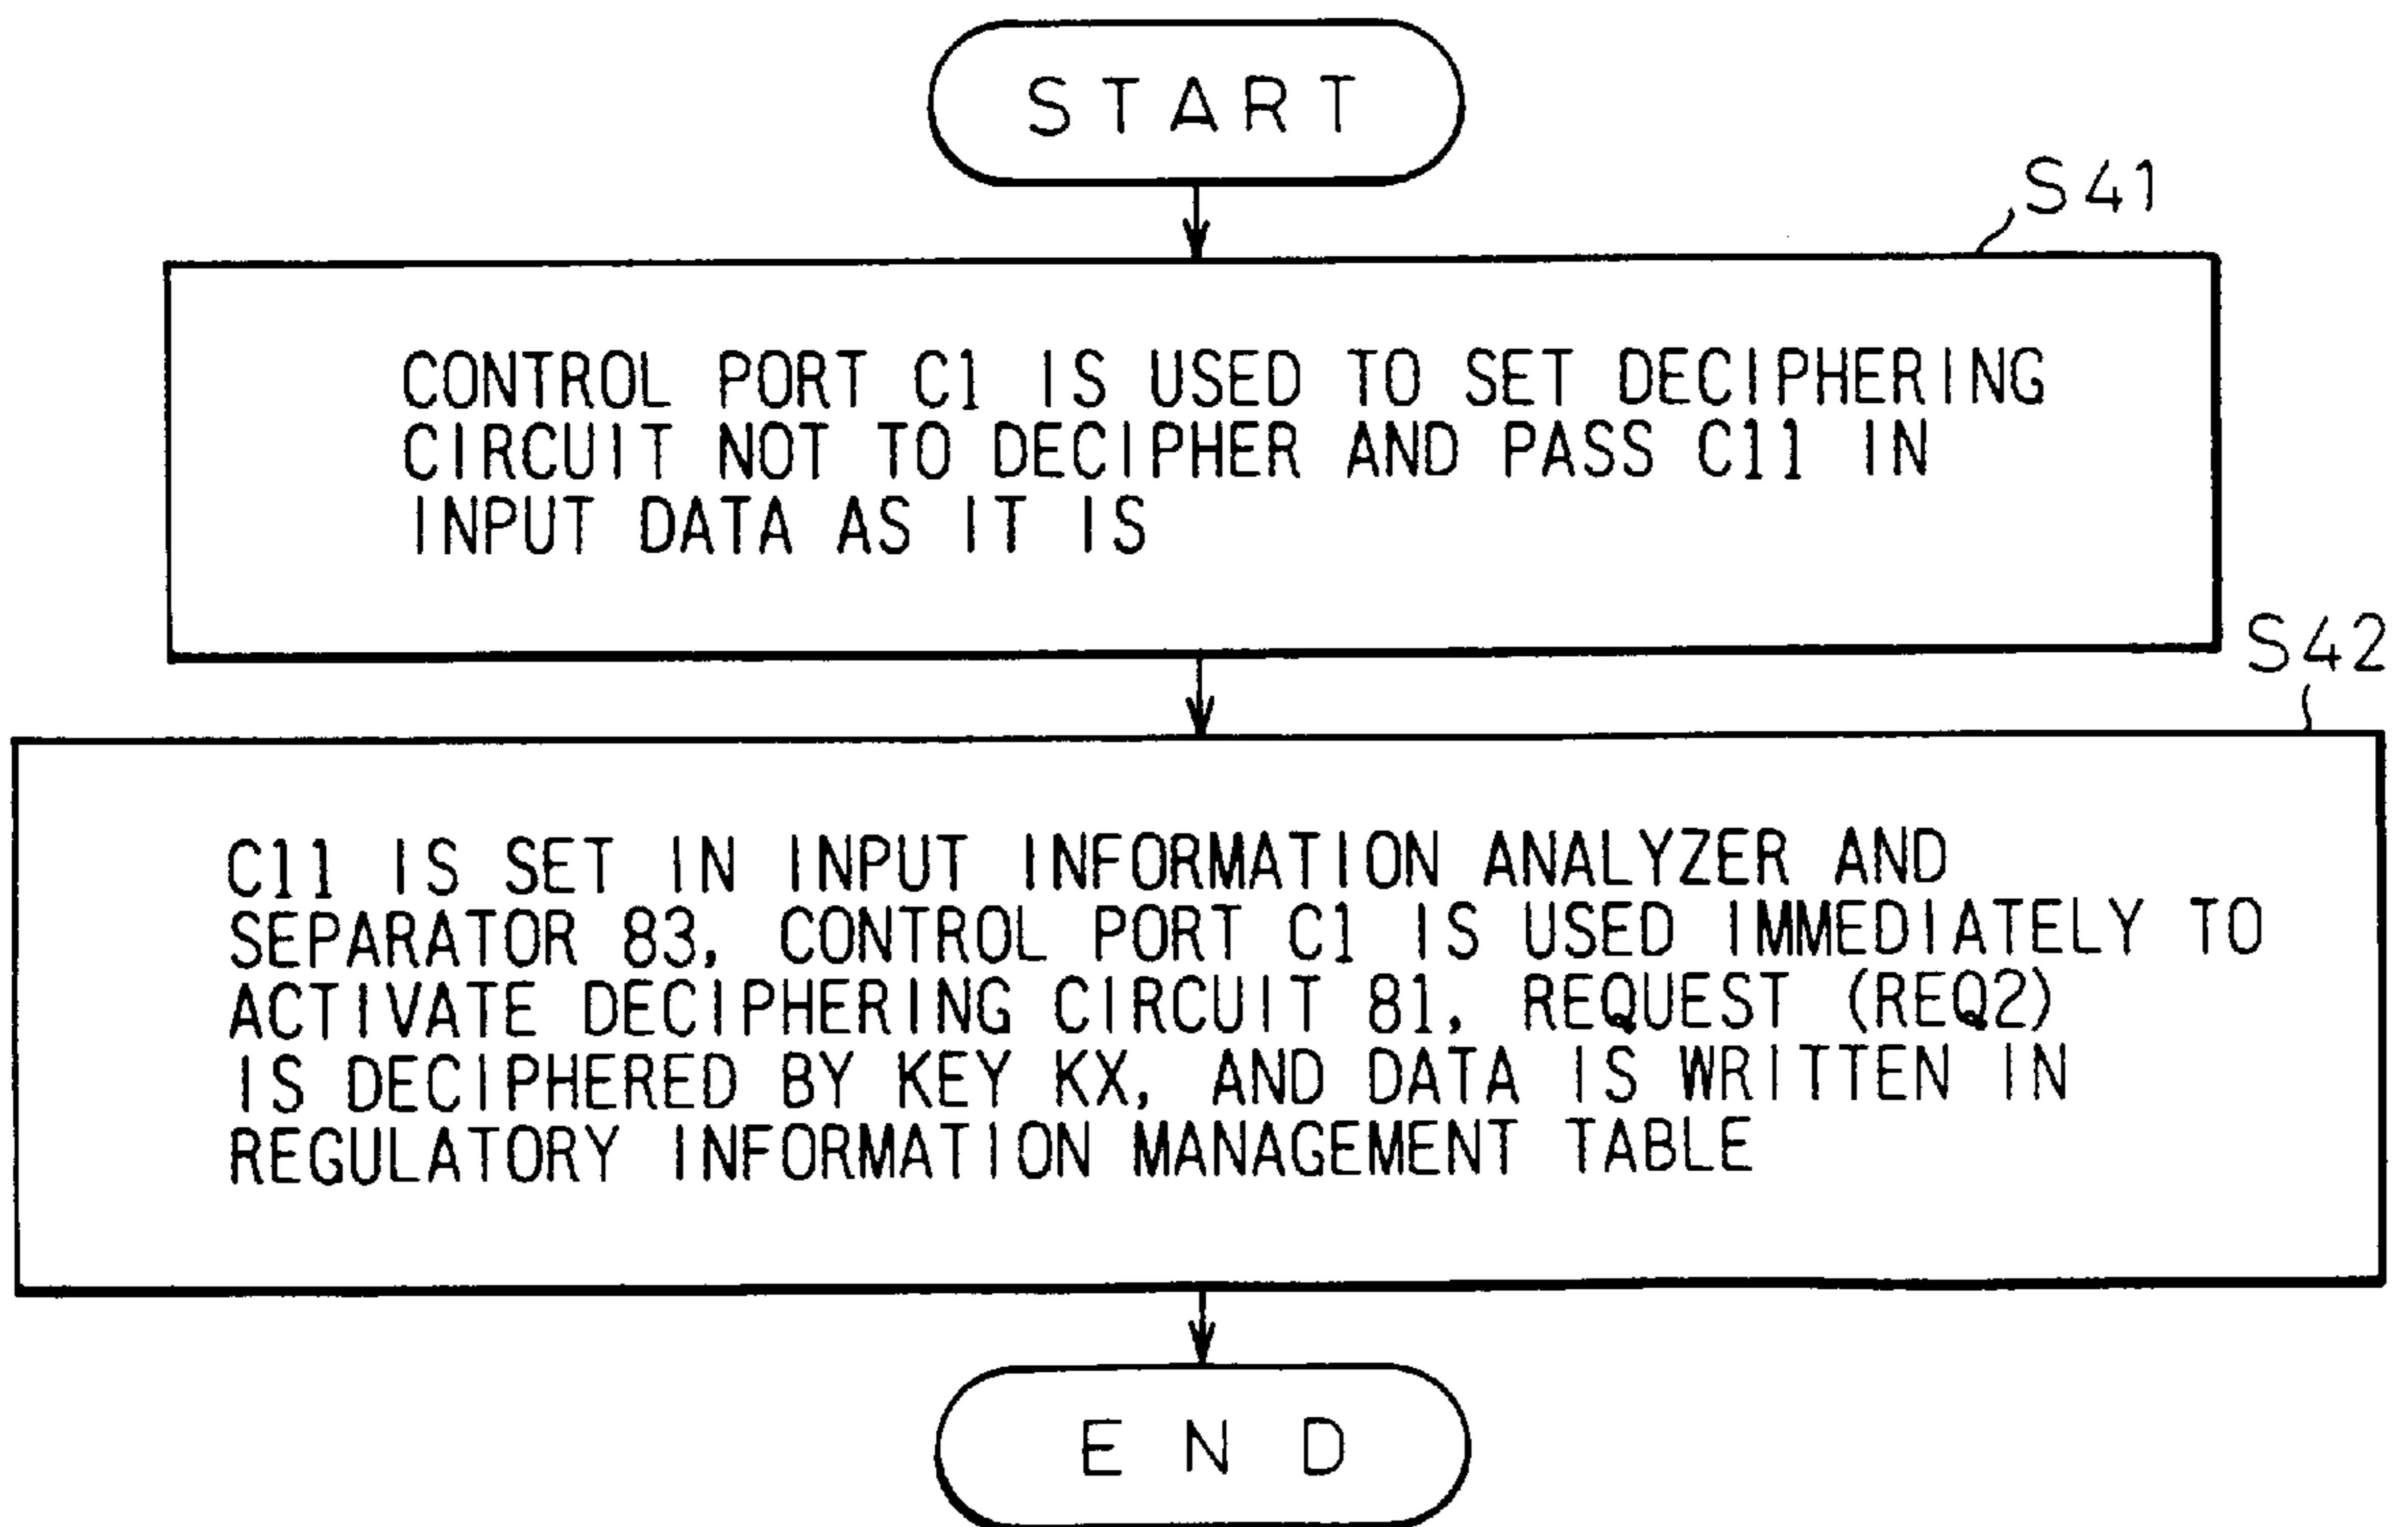 START
S41
CONTROL PORT C1 IS USED TO SET DECIPHERING
CIRCUIT NOT TO DECIPHER AND PASS C11 IN
INPUT DATA AS IT IS
S42
C11 IS SET IN INPUT INFORMATION ANALYZER AND
SEPARATOR 83, CONTROL PORT C1 IS USED IMMEDIATELY TO
ACTIVATE DECIPHERING CIRCUIT 81, REQUEST (REQ2)
IS DECIPHERED BY KEY KX, AND DATA IS WRITTEN IN
REGULATORY INFORMATION MANAGEMENT TABLE
END